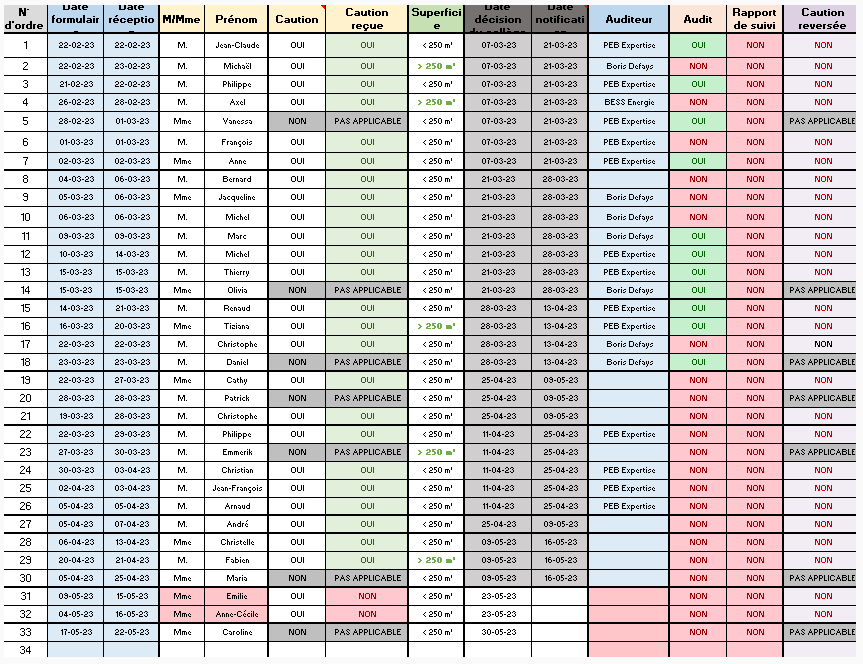 N° d'ordre Date formulair Date réceptio M/Mme Prénom Caution Caution reçue Superficie Date décision du collège Date notificati Auditeur Audit Rapport de suivi Caution reversée
1 22-02-23 22-02-23 M. Jean-Claude OUI OUI < 250 m² 07-03-23 21-03-23 PEB Expertise OUI NON NON
2 22-02-23 22-02-23 M. Michaël OUI OUI > 250 m² 07-03-23 21-03-23 Boris Defays NON NON NON
3 21-02-23 22-02-23 M. Philippe OUI OUI < 250 m² 07-03-23 21-03-23 PEB Expertise OUI NON NON
4 26-02-23 28-02-23 M. Axel OUI OUI > 250 m² 07-03-23 21-03-23 BESS Energie NON NON NON
5 28-02-23 01-03-23 Mme Vanessa NON PAS APPLICABLE < 250 m² 07-03-23 21-03-23 PEB Expertise OUI NON PAS APPLICABLE
6 01-03-23 01-03-23 M. François OUI OUI < 250 m² 07-03-23 21-03-23 PEB Expertise NON NON NON
7 02-03-23 02-03-23 Mme Anne OUI OUI < 250 m² 07-03-23 21-03-23 PEB Expertise OUI NON NON
8 04-03-23 06-03-23 M. Bernard OUI OUI < 250 m² 21-03-23 28-03-23 NON NON NON
9 05-03-23 06-03-23 Mme Jacqueline OUI OUI < 250 m² 21-03-23 28-03-23 Boris Defays NON NON NON
10 06-03-23 06-03-23 M. Michel OUI OUI < 250 m² 21-03-23 28-03-23 Boris Defays NON NON NON
11 09-03-23 09-03-23 M. Marc OUI OUI < 250 m² 21-03-23 28-03-23 Boris Defays OUI NON NON
12 10-03-23 14-03-23 M. Michel OUI OUI < 250 m² 21-03-23 28-03-23 PEB Expertise OUI NON NON
13 15-03-23 15-03-23 M. Thierry OUI OUI < 250 m² 21-03-23 28-03-23 PEB Expertise OUI NON NON
14 15-03-23 15-03-23 Mme Olivia NON PAS APPLICABLE < 250 m² 21-03-23 28-03-23 Boris Defays OUI NON PAS APPLICABLE
15 14-03-23 21-03-23 M. Renaud OUI OUI < 250 m² 28-03-23 13-04-23 PEB Expertise OUI NON NON
16 16-03-23 20-03-23 Mme Tiziana OUI OUI > 250 m² 28-03-23 13-04-23 PEB Expertise OUI NON NON
17 22-03-23 22-03-23 M. Christophe OUI OUI < 250 m² 28-03-23 13-04-23 Boris Defays NON NON NON
18 23-03-23 23-03-23 M. Daniel NON PAS APPLICABLE < 250 m² 28-03-23 13-04-23 Boris Defays OUI NON PAS APPLICABLE
19 22-03-23 27-03-23 Mme Cathy OUI OUI < 250 m² 25-04-23 09-05-23 NON NON NON
20 28-03-23 28-03-23 M. Patrick NON PAS APPLICABLE < 250 m² 25-04-23 09-05-23 NON NON PAS APPLICABLE
21 19-03-23 28-03-23 M. Christophe OUI OUI < 250 m² 25-04-23 09-05-23 NON NON NON
22 22-03-23 29-03-23 M. Philippe OUI OUI < 250 m² 11-04-23 25-04-23 PEB Expertise NON NON NON
23 27-03-23 30-03-23 M. Emmerik NON PAS APPLICABLE > 250 m² 11-04-23 25-04-23 NON NON PAS APPLICABLE
24 30-03-23 03-04-23 M. Christian OUI OUI < 250 m² 11-04-23 25-04-23 PEB Expertise NON NON NON
25 02-04-23 03-04-23 M. Jean-François OUI OUI < 250 m² 11-04-23 25-04-23 PEB Expertise NON NON NON
26 05-04-23 05-04-23 M. Arnaud OUI OUI < 250 m² 11-04-23 25-04-23 PEB Expertise NON NON NON
27 05-04-23 07-04-23 M. André OUI OUI < 250 m² 25-04-23 09-05-23 NON NON NON
28 06-04-23 13-04-23 Mme Christelle OUI OUI < 250 m² 09-05-23 16-05-23 NON NON NON
29 20-04-23 21-04-23 M. Fabien OUI OUI > 250 m² 09-05-23 16-05-23 NON NON NON
30 05-04-23 25-04-23 Mme Maria NON PAS APPLICABLE < 250 m² 09-05-23 16-05-23 NON NON PAS APPLICABLE
31 09-05-23 15-05-23 Mme Emilie OUI NON < 250 m² 23-05-23 NON NON NON
32 04-05-23 16-05-23 Mme Anne-Cécile OUI NON < 250 m² 23-05-23 NON NON NON
33 17-05-23 22-05-23 Mme Caroline NON PAS APPLICABLE < 250 m² 30-05-23 NON NON PAS APPLICABLE
34